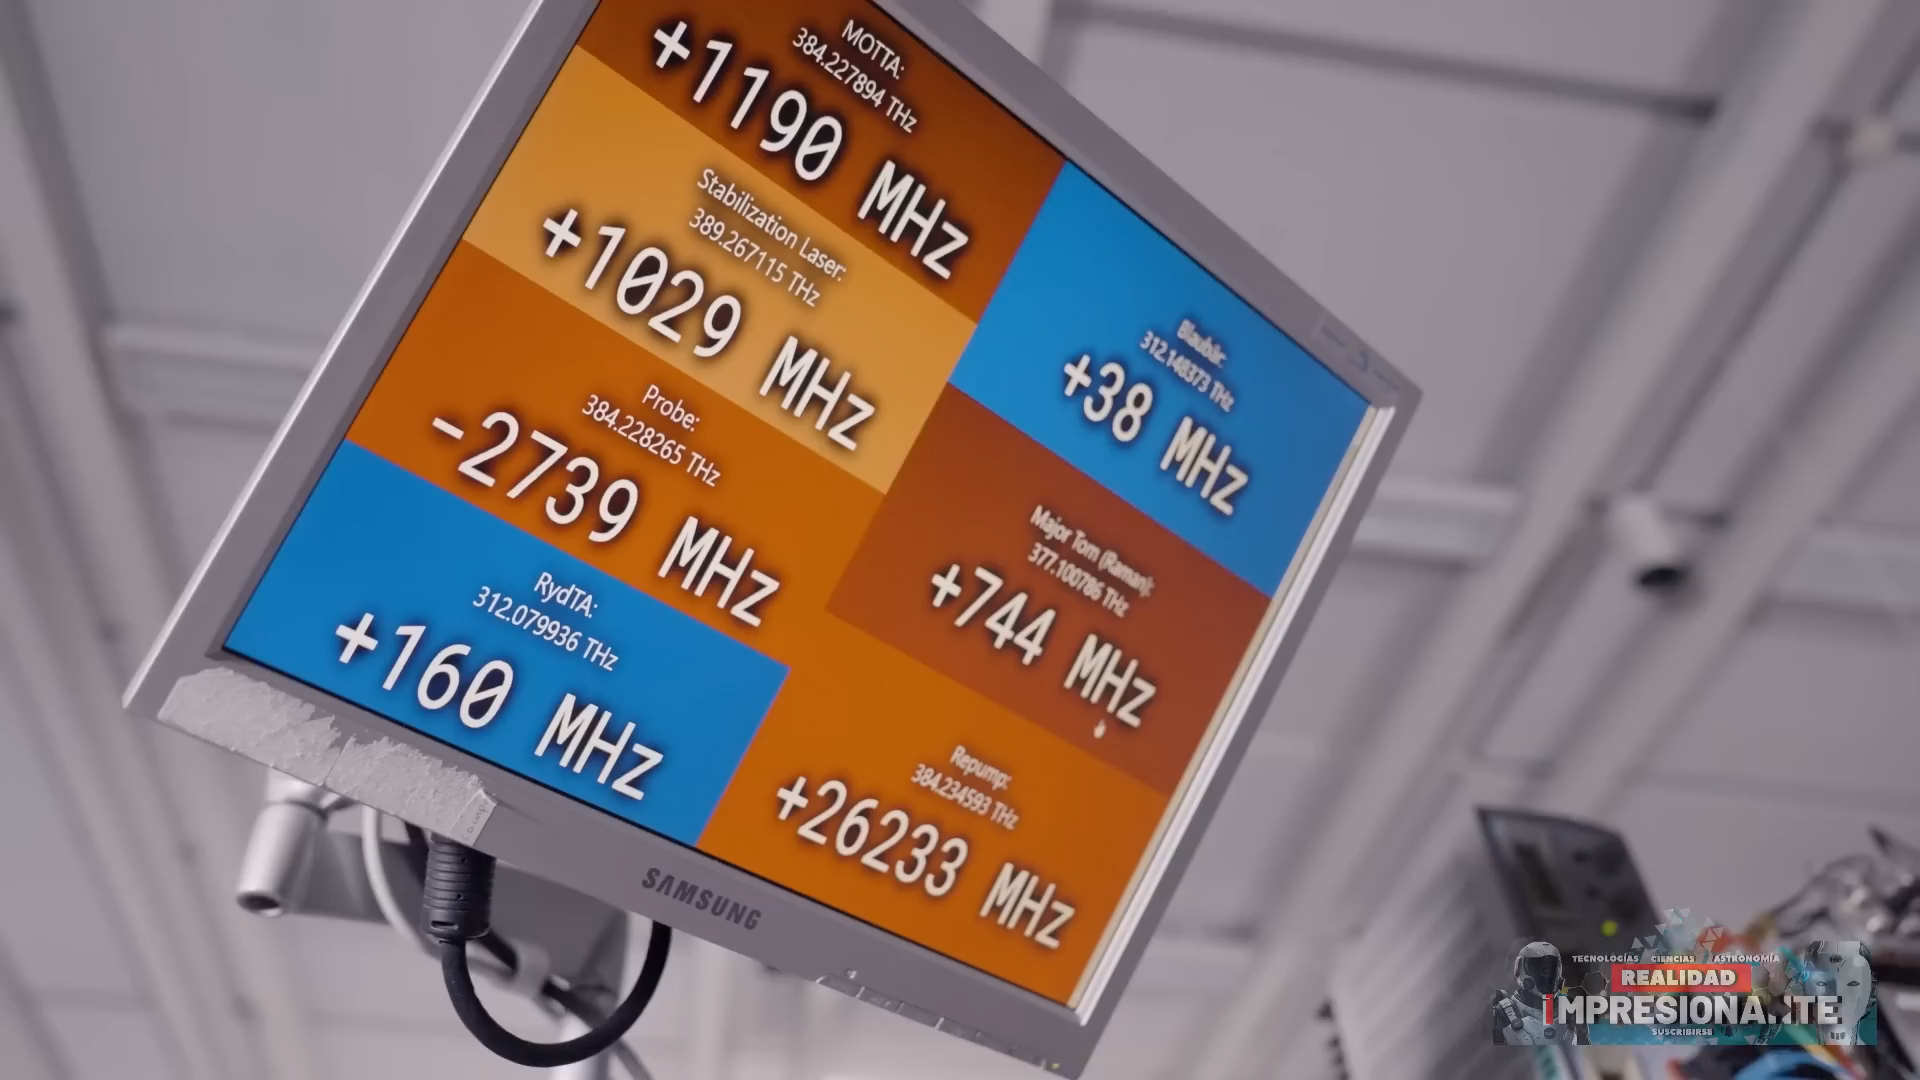 MOTTA:
384.227894 THz
+1190 MHz
Stabilization Laser:
389.267115 THz
+1029 MHz
Probe:
384.228265 THz
-2739 MHz
RydTA:
312.079936 THz
+160 MHz
Blaubär:
312.148373 THz
+38 MHz
Major Tom (Raman):
377.100786 THz
+744 MHz
Repump:
384.234593 THz
+26233 MHz
SAMSUNG
TECNOLOGÍAS CIENCIAS ASTRONOMÍA
REALIDAD
iMPRESIONA..TE
SUSCRIBIRSE